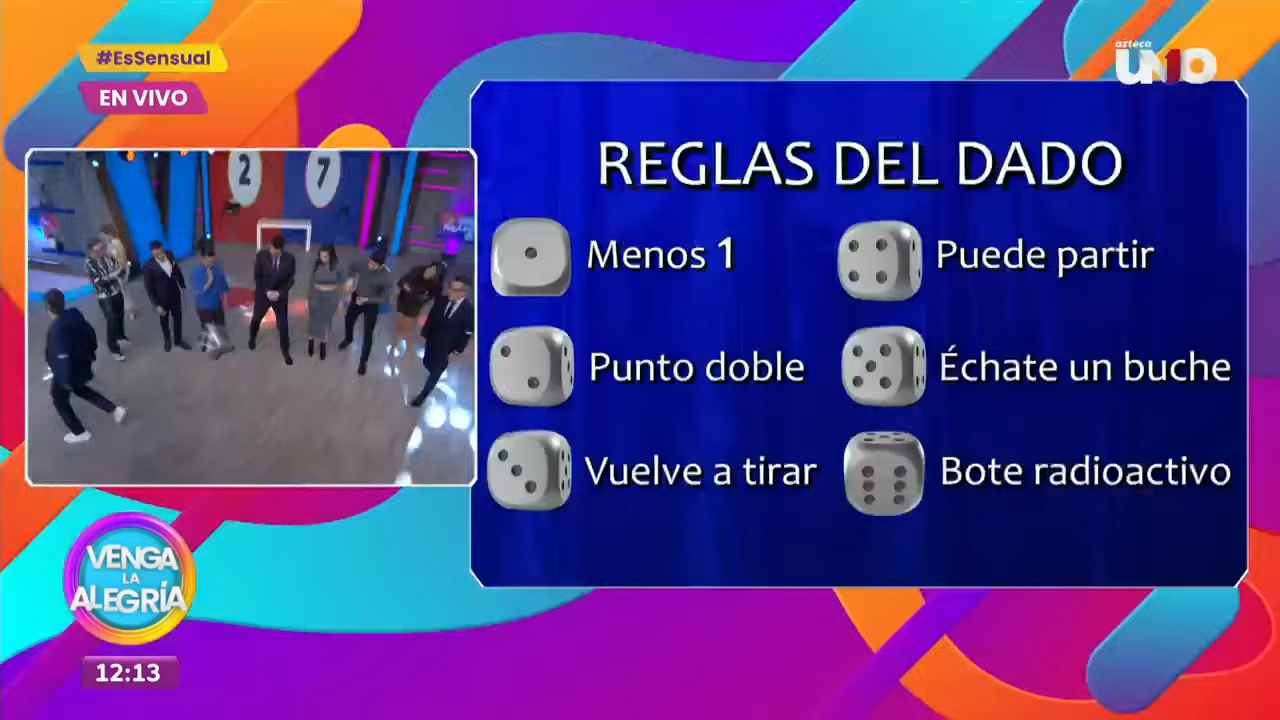 #EsSensual
EN VIVO
azteca
UN1O
2
7
REGLAS DEL DADO
Menos 1
Puede partir
Punto doble
Échate un buche
Vuelve a tirar
Bote radioactivo
VENGA
LA
ALEGRÍA
12:13